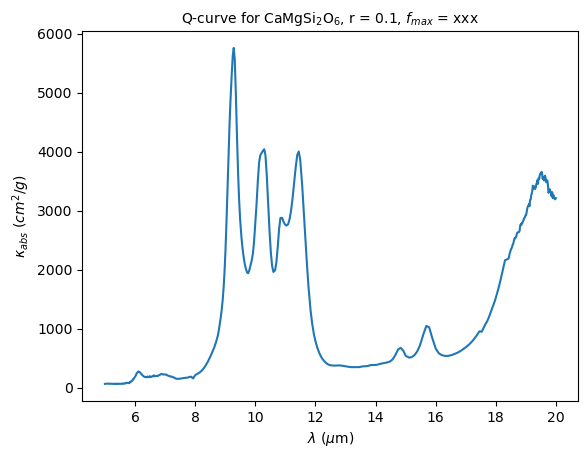 Q-curve for CaMgSi₂O₆, r = 0.1, f_max = xxx
6000
5000
4000
3000
2000
1000
0
κ_abs (cm²/g)
6 8 10 12 14 16 18 20
λ (μm)